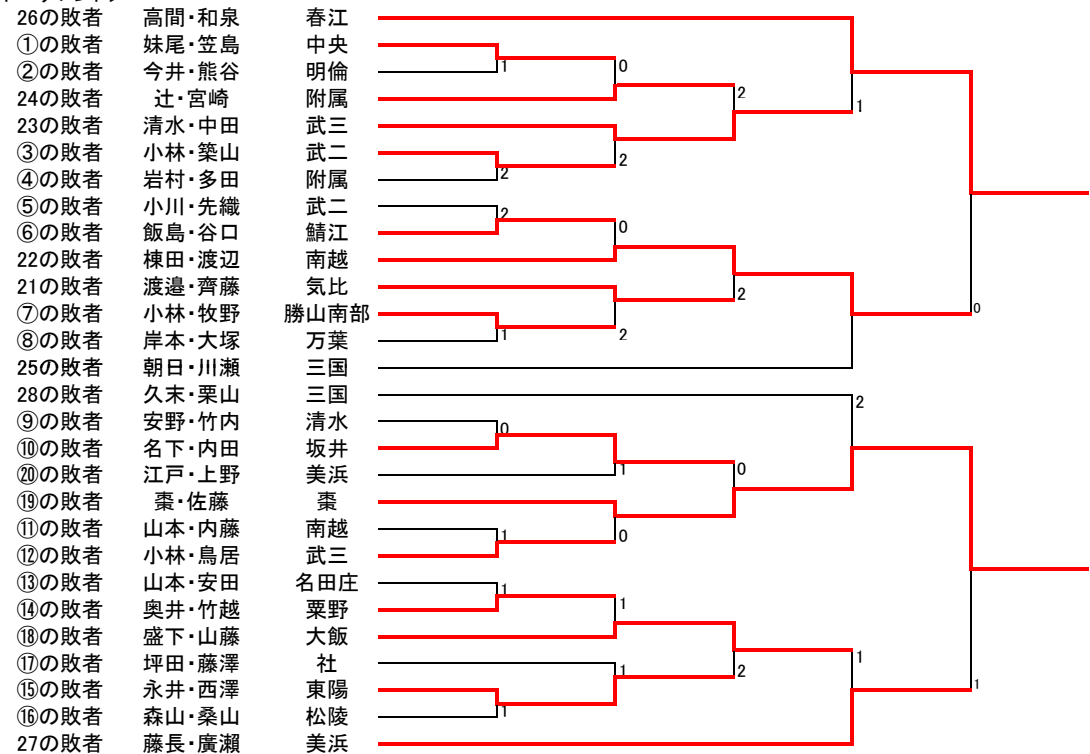 26の敗者 高間・和泉 春江
①の敗者 妹尾・笠島 中央
②の敗者 今井・熊谷 明倫 1 0
24の敗者 辻・宮崎 附属 2 1
23の敗者 清水・中田 武三
③の敗者 小林・築山 武二 2
④の敗者 岩村・多田 附属 2
⑤の敗者 小川・先織 武二 2
⑥の敗者 飯島・谷口 鯖江 0
22の敗者 棟田・渡辺 南越
21の敗者 渡邉・齊藤 気比 2
⑦の敗者 小林・牧野 勝山南部 0
⑧の敗者 岸本・大塚 万葉 1 2
25の敗者 朝日・川瀬 三国
28の敗者 久末・栗山 三国 2
⑨の敗者 安野・竹内 清水 0
⑩の敗者 名下・内田 坂井
⑳の敗者 江戸・上野 美浜 1 0
⑲の敗者 棗・佐藤 棗
⑪の敗者 山本・内藤 南越 1 0
⑫の敗者 小林・鳥居 武三
⑬の敗者 山本・安田 名田庄 1
⑭の敗者 奥井・竹越 粟野 1
⑱の敗者 盛下・山藤 大飯
⑰の敗者 坪田・藤澤 社 1 2 1
⑮の敗者 永井・西澤 東陽 1
⑯の敗者 森山・桑山 松陵 1
27の敗者 藤長・廣瀬 美浜